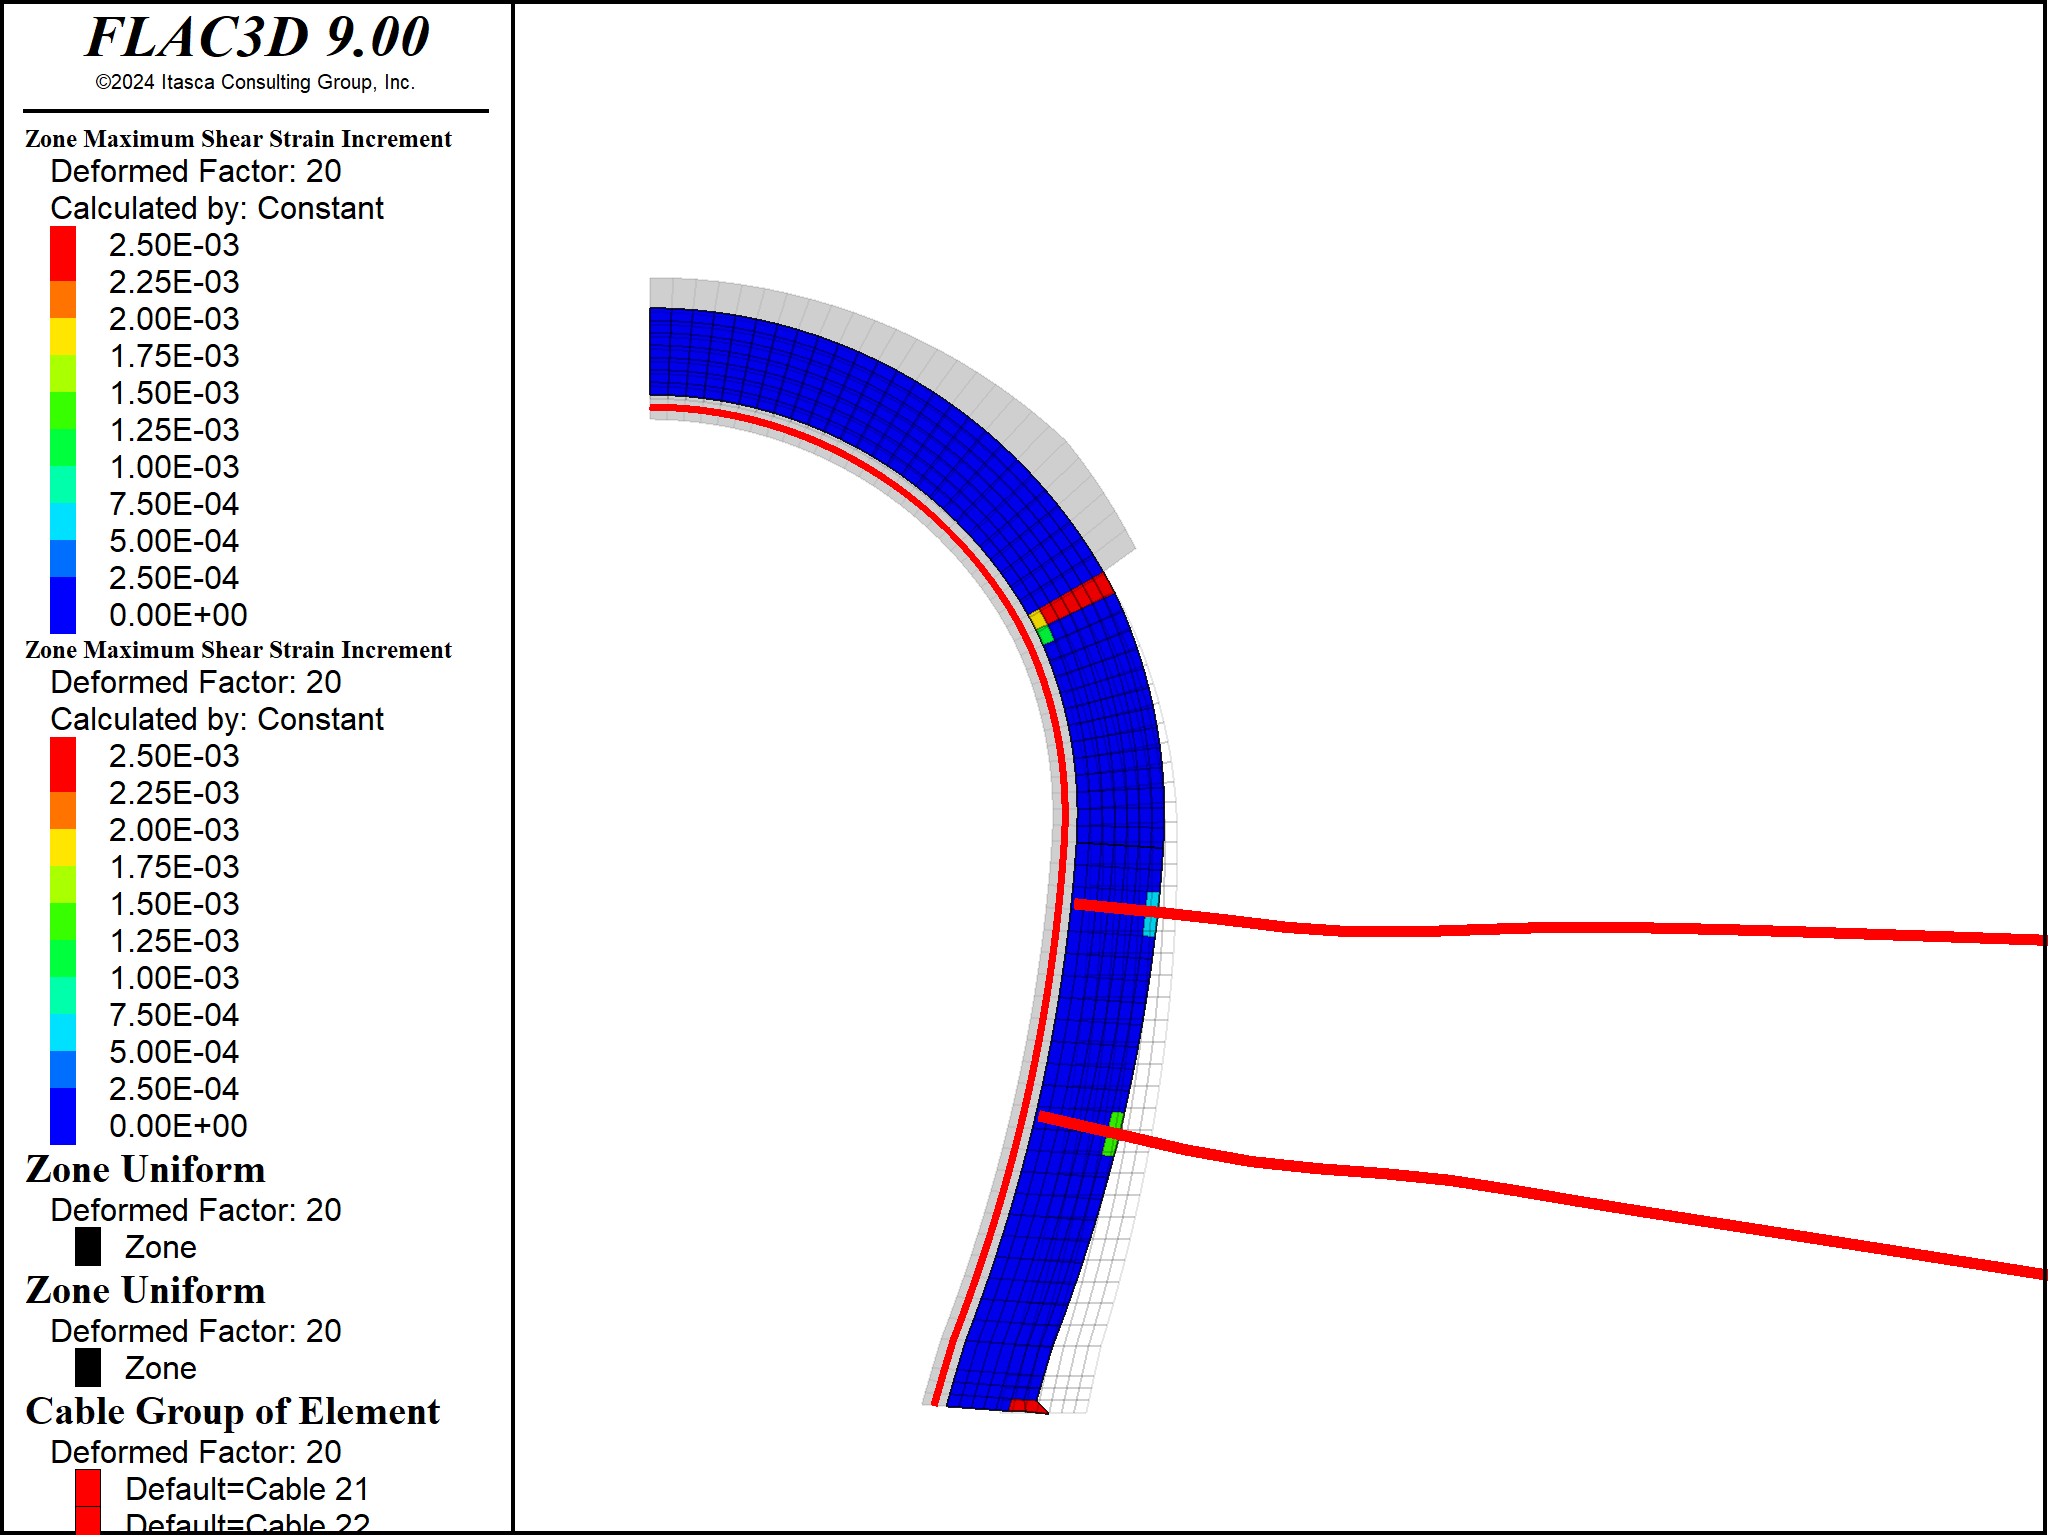 FLAC3D 9.00
©2024 Itasca Consulting Group, Inc.
Zone Maximum Shear Strain Increment
Deformed Factor: 20
Calculated by: Constant
2.50E-03
2.25E-03
2.00E-03
1.75E-03
1.50E-03
1.25E-03
1.00E-03
7.50E-04
5.00E-04
2.50E-04
0.00E+00
Zone Maximum Shear Strain Increment
Deformed Factor: 20
Calculated by: Constant
2.50E-03
2.25E-03
2.00E-03
1.75E-03
1.50E-03
1.25E-03
1.00E-03
7.50E-04
5.00E-04
2.50E-04
0.00E+00
Zone Uniform
Deformed Factor: 20
Zone
Zone Uniform
Deformed Factor: 20
Zone
Cable Group of Element
Deformed Factor: 20
Default=Cable 21
Default=Cable 22